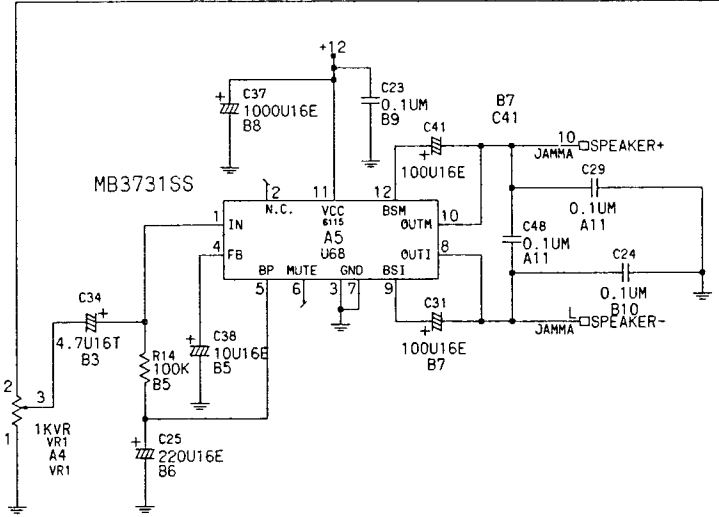 +12
C37
1000U16E
B8
C23
0.1UM
B9
B7
C41
C41
+
100U16E
10
JAMMA
SPEAKER+
MB3731SS
2
N.C.
11
VCC
6115
A5
U68
12
BSM
1
IN
4
FB
OUTM
10
OUTI
8
BP
5
MUTE
6
GND
3
7
BSI
9
C29
0.1UM
A11
C48
0.1UM
A11
C24
0.1UM
B10
C31
+
100U16E
B7
L
JAMMA
SPEAKER-
C34
+
4.7U16T
B3
R14
100K
B5
+
C38
10U16E
B5
+
C25
220U16E
B6
2
3
1
1KVR
VR1
A4
VR1
+